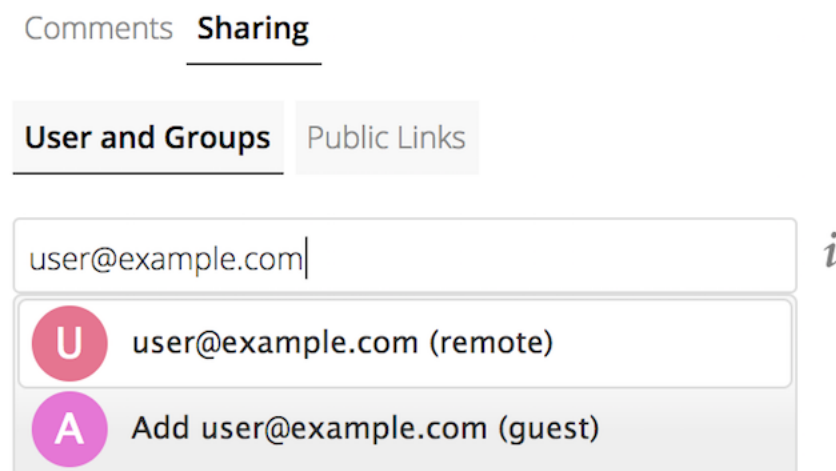 Comments Sharing
User and Groups Public Links
user@example.com
i
U user@example.com (remote)
A Add user@example.com (guest)